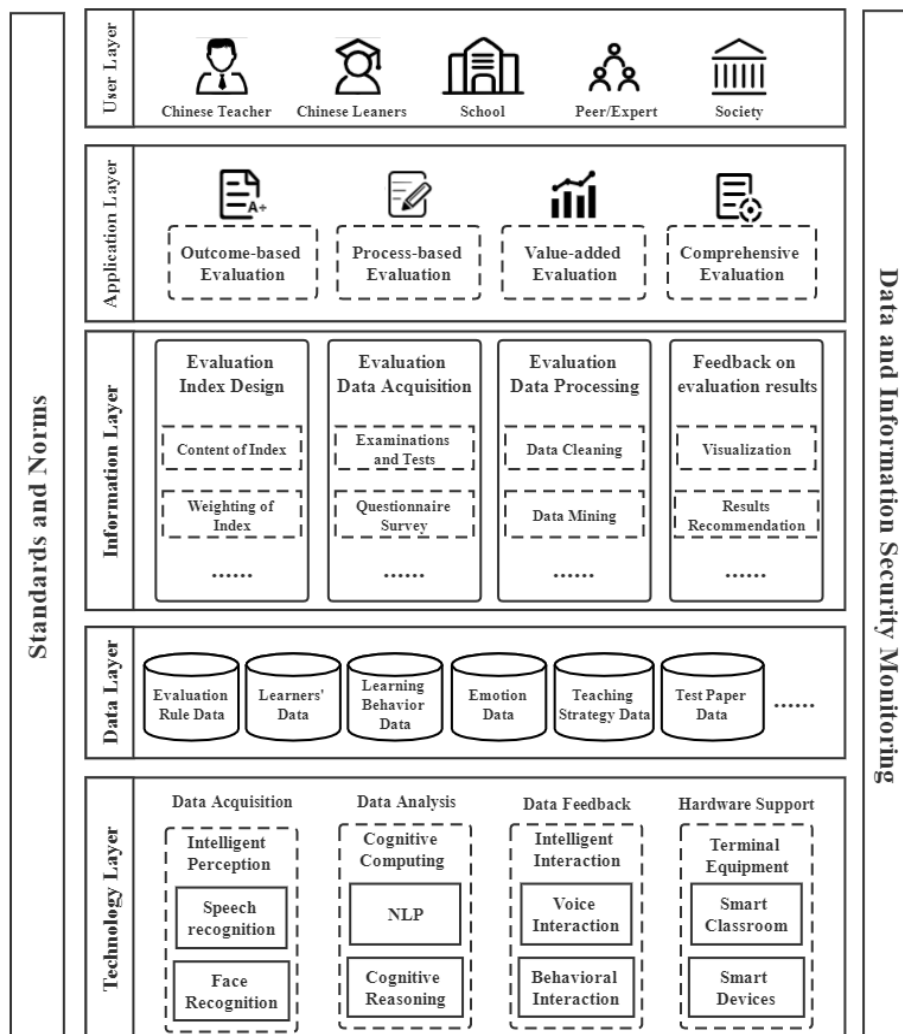 Standards and Norms
User Layer
Chinese Teacher
Chinese Leaners
School
Peer/Expert
Society
Application Layer
A+
Outcome-based
Evaluation
Process-based
Evaluation
Value-added
Evaluation
Comprehensive
Evaluation
Information Layer
Evaluation
Index Design
Content of Index
Weighting of
Index
......
Evaluation
Data Acquisition
Examinations
and Tests
Questionnaire
Survey
......
Evaluation
Data Processing
Data Cleaning
Data Mining
......
Feedback on
evaluation results
Visualization
Results
Recommendation
......
Data Layer
Evaluation
Rule Data
Learners'
Data
Learning
Behavior
Data
Emotion
Data
Teaching
Strategy Data
Test Paper
Data
......
Technology Layer
Data Acquisition
Intelligent
Perception
Speech
recognition
Face
Recognition
Data Analysis
Cognitive
Computing
NLP
Cognitive
Reasoning
Data Feedback
Intelligent
Interaction
Voice
Interaction
Behavioral
Interaction
Hardware Support
Terminal
Equipment
Smart
Classroom
Smart
Devices
Data and Information Security Monitoring